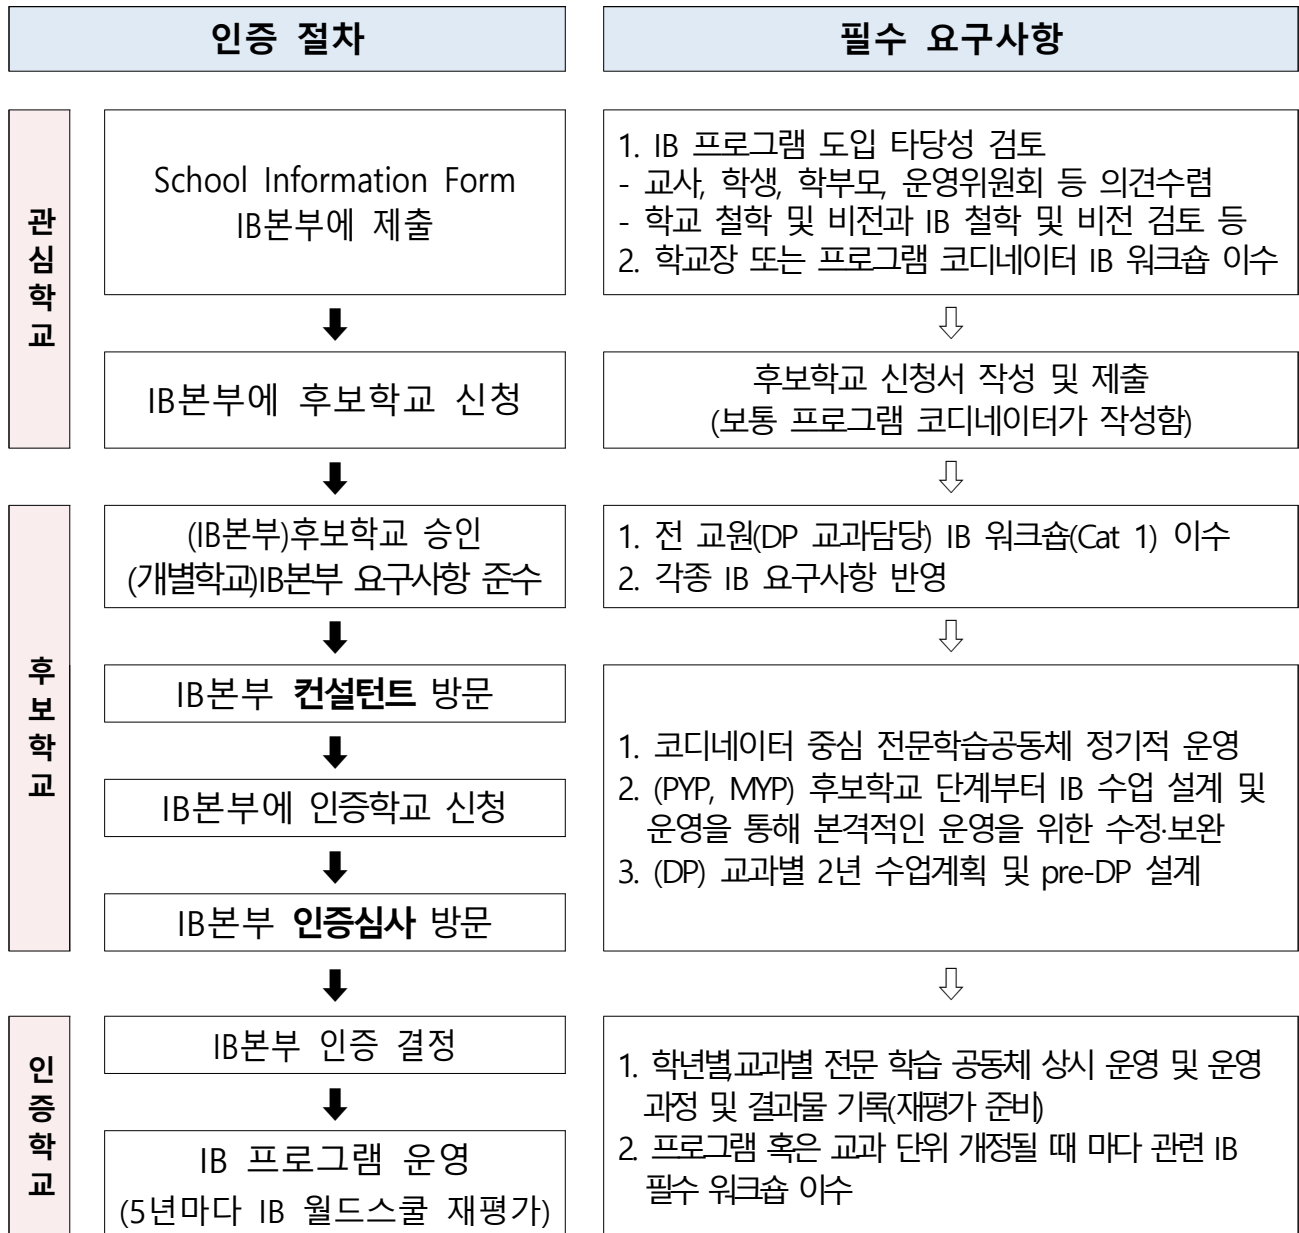 인증 절차
필수 요구사항
관심학교
School Information Form
IB본부에 제출
1. IB 프로그램 도입 타당성 검토
- 교사, 학생, 학부모, 운영위원회 등 의견수렴
- 학교 철학 및 비전과 IB 철학 및 비전 검토 등
2. 학교장 또는 프로그램 코디네이터 IB 워크숍 이수
IB본부에 후보학교 신청
후보학교 신청서 작성 및 제출
(보통 프로그램 코디네이터가 작성함)
후보학교
(IB본부)후보학교 승인
(개별학교)IB본부 요구사항 준수
1. 전 교원(DP 교과담당) IB 워크숍(Cat 1) 이수
2. 각종 IB 요구사항 반영
IB본부 컨설턴트 방문
IB본부에 인증학교 신청
IB본부 인증심사 방문
1. 코디네이터 중심 전문학습공동체 정기적 운영
2. (PYP, MYP) 후보학교 단계부터 IB 수업 설계 및
운영을 통해 본격적인 운영을 위한 수정·보완
3. (DP) 교과별 2년 수업계획 및 pre-DP 설계
인증학교
IB본부 인증 결정
IB 프로그램 운영
(5년마다 IB 월드스쿨 재평가)
1. 학년별,교과별 전문 학습 공동체 상시 운영 및 운영
과정 및 결과물 기록(재평가 준비)
2. 프로그램 혹은 교과 단위 개정될 때 마다 관련 IB
필수 워크숍 이수